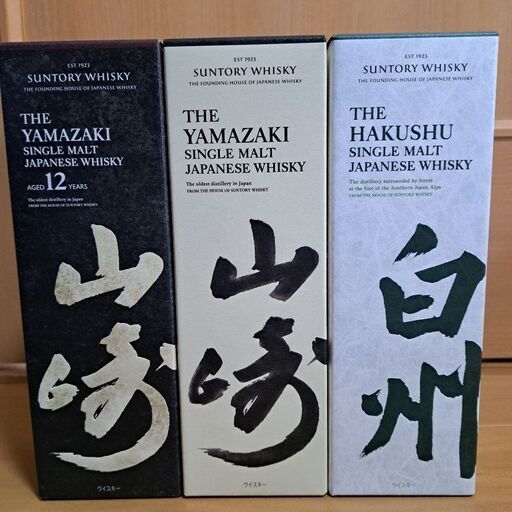 EST 1923
SUNTORY WHISKY
THE FOUNDING HOUSE OF JAPANESE WHISKY
THE
YAMAZAKI
SINGLE MALT
JAPANESE WHISKY
AGED 12 YEARS
The oldest distillery in Japan
FROM THE HOUSE OF SUNTORY WHISKY
山崎
ウイスキー
EST 1923
SUNTORY WHISKY
THE FOUNDING HOUSE OF JAPANESE WHISKY
THE
YAMAZAKI
SINGLE MALT
JAPANESE WHISKY
The oldest distillery in Japan
FROM THE HOUSE OF SUNTORY WHISKY
山崎
ウイスキー
EST 1923
SUNTORY WHISKY
THE FOUNDING HOUSE OF JAPANESE WHISKY
THE
HAKUSHU
SINGLE MALT
JAPANESE WHISKY
The distillery surrounded by forest
at the foot of the Southern Japan Alps
FROM THE HOUSE OF SUNTORY WHISKY
白州
ウイスキー